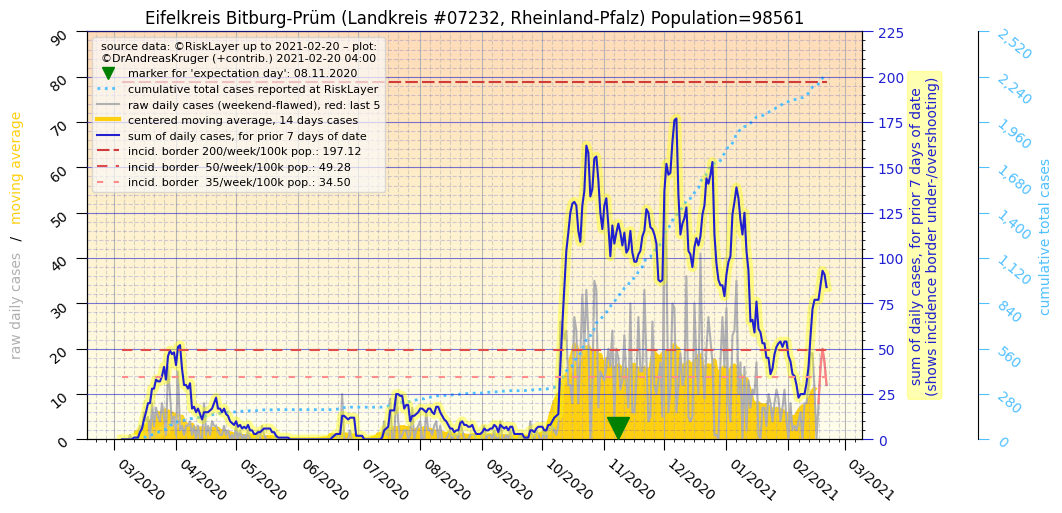 Eifelkreis Bitburg-Prüm (Landkreis #07232, Rheinland-Pfalz) Population=98561
source data: ©RiskLayer up to 2021-02-20 – plot:
©DrAndreasKruger (+contrib.) 2021-02-20 04:00
marker for 'expectation day': 08.11.2020
cumulative total cases reported at RiskLayer
raw daily cases (weekend-flawed), red: last 5
centered moving average, 14 days cases
sum of daily cases, for prior 7 days of date
incid. border 200/week/100k pop.: 197.12
incid. border  50/week/100k pop.: 49.28
incid. border  35/week/100k pop.: 34.50
raw daily cases / moving average
90
80
70
60
50
40
30
20
10
0
225
200
175
150
125
100
75
50
25
0
sum of daily cases, for prior 7 days of date
(shows incidence border under-/overshooting)
2,520
2,240
1,960
1,680
1,400
1,120
840
560
280
0
cumulative total cases
03/2020
04/2020
05/2020
06/2020
07/2020
08/2020
09/2020
10/2020
11/2020
12/2020
01/2021
02/2021
03/2021